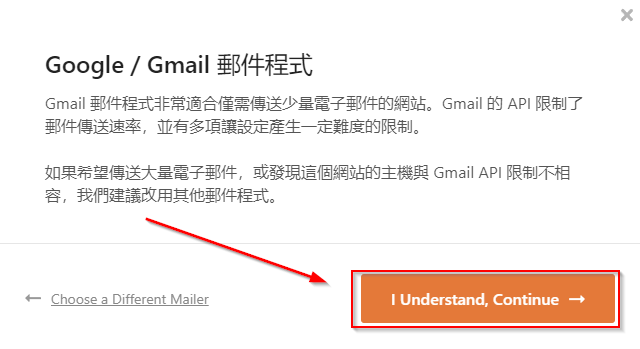 Google / Gmail 郵件程式
Gmail 郵件程式非常適合僅需傳送少量電子郵件的網站。Gmail 的 API 限制了
郵件傳送速率，並有多項讓設定產生一定難度的限制。
如果希望傳送大量電子郵件，或發現這個網站的主機與 Gmail API 限制不相
容，我們建議改用其他郵件程式。
← Choose a Different Mailer
I Understand, Continue →